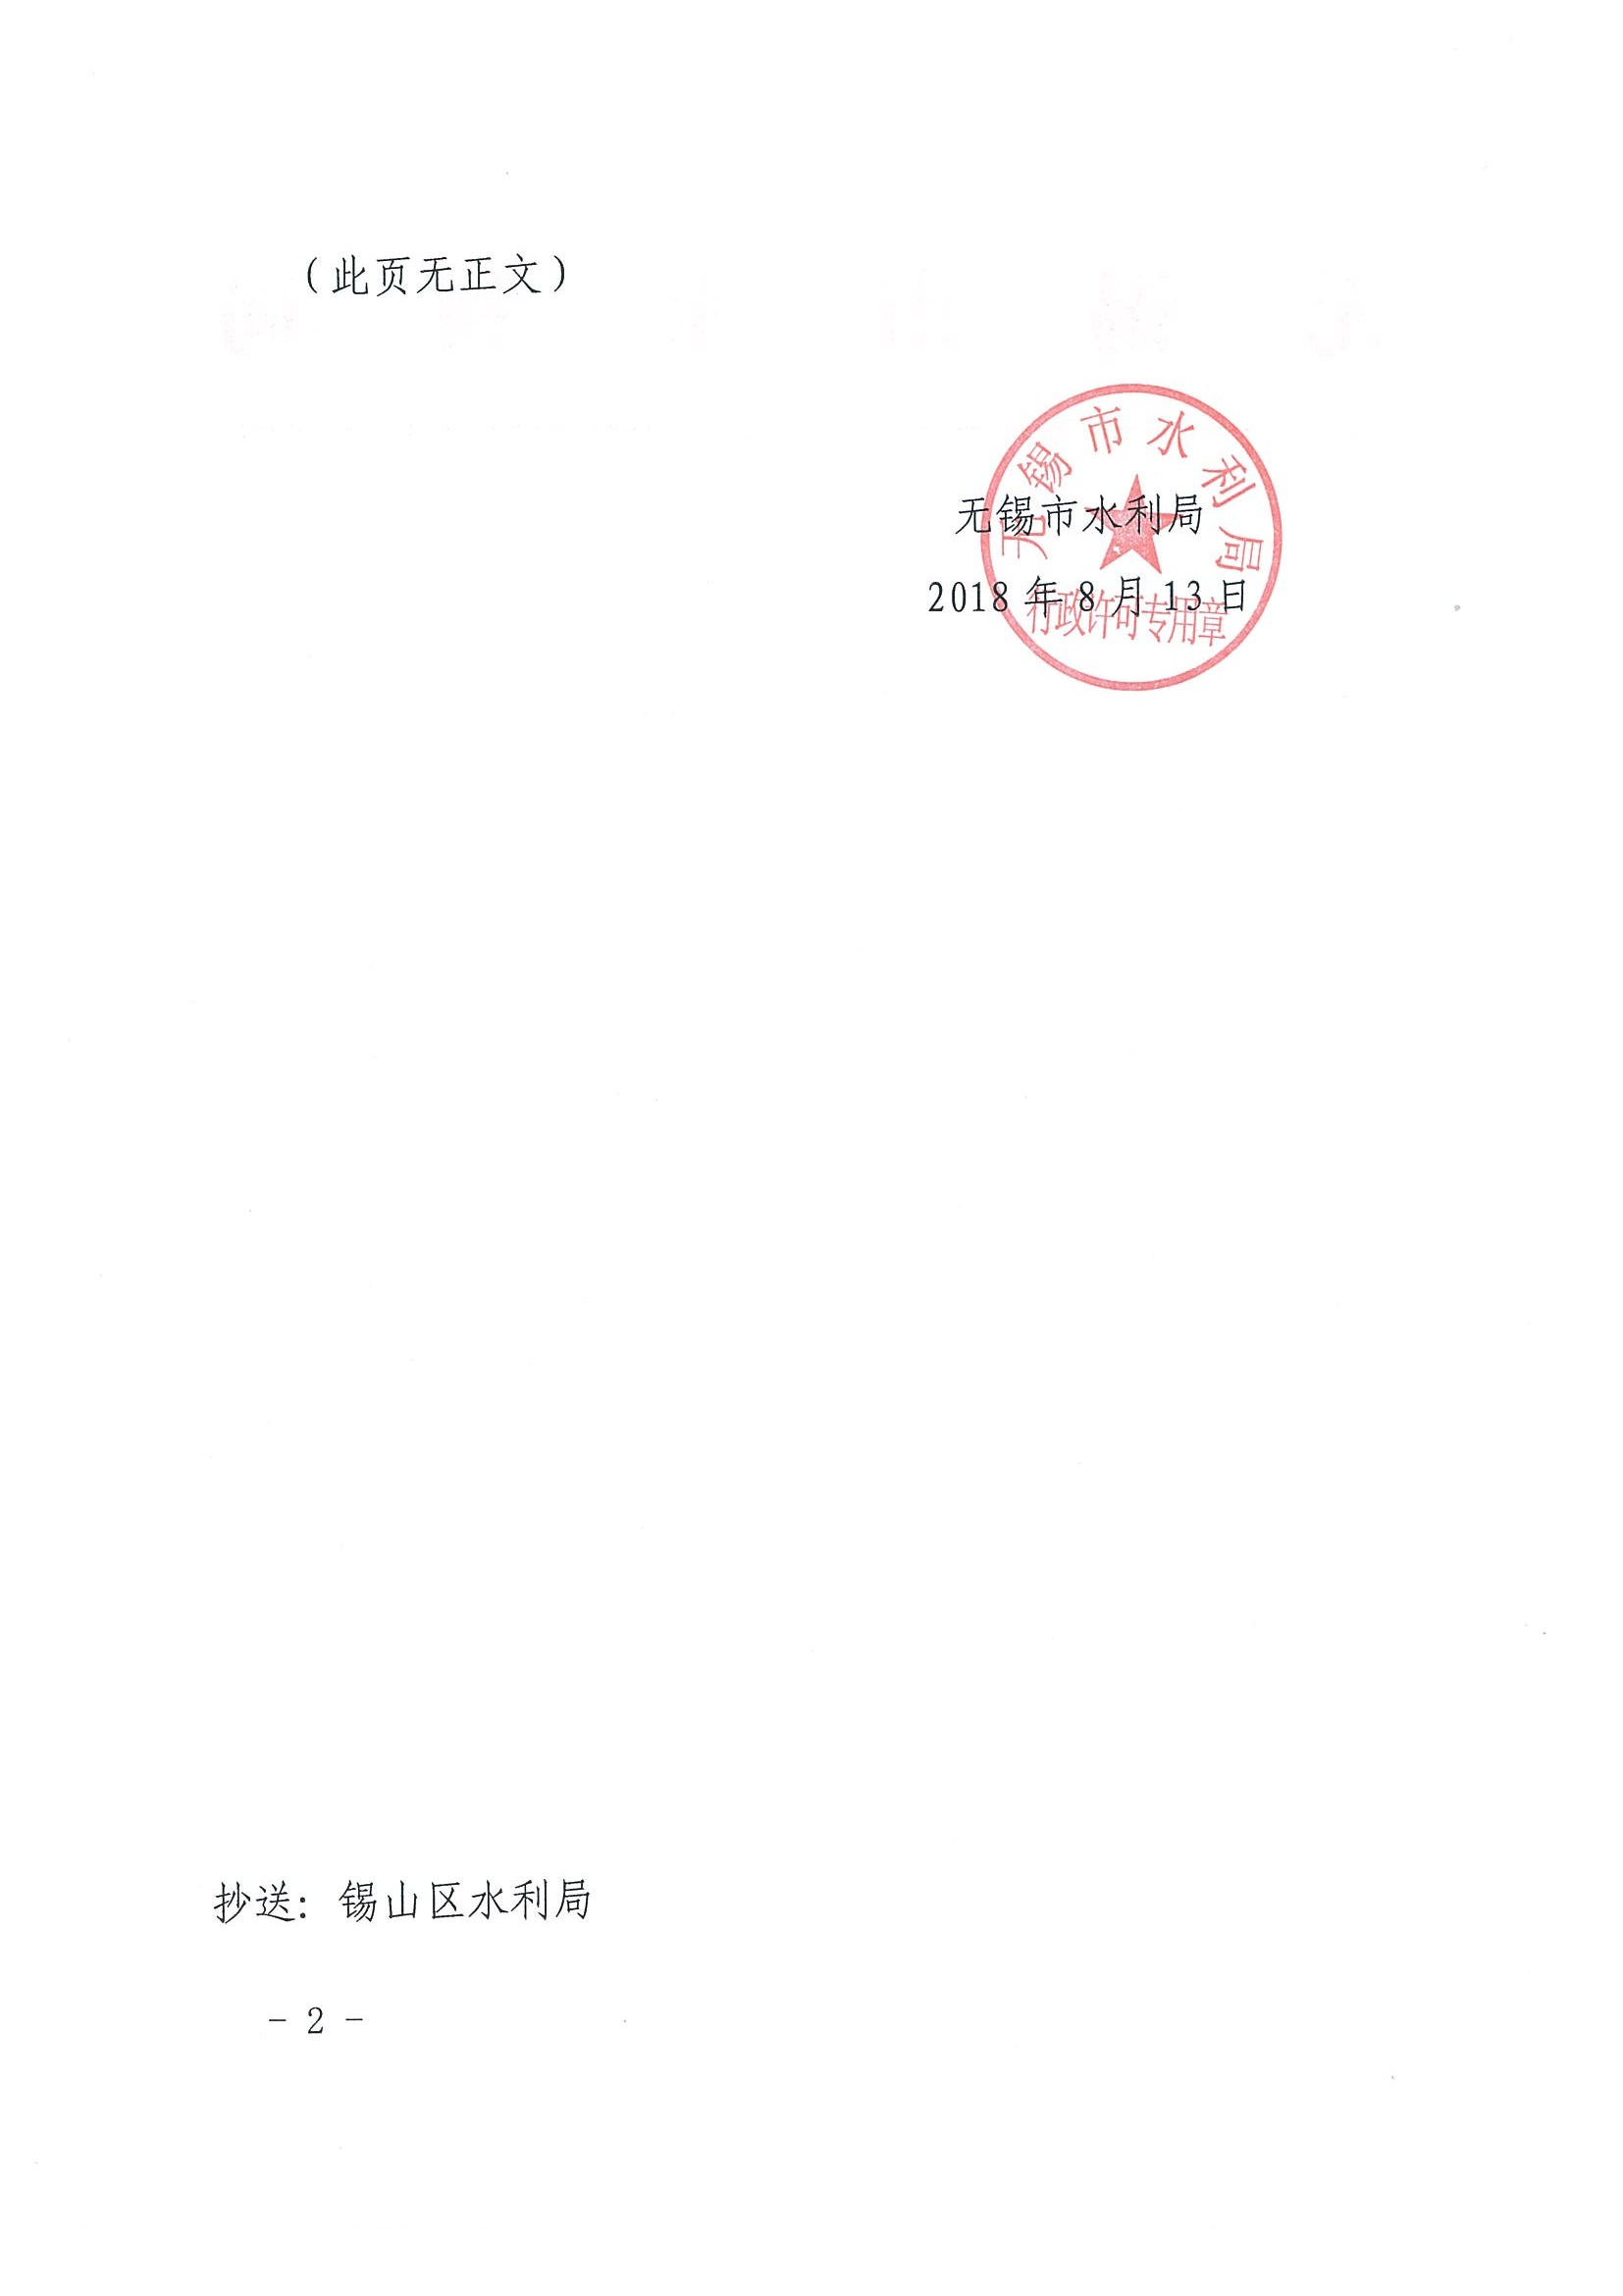 （此页无正文）
无锡市水利局
无锡市水利局
2018年8月13日
行政许可专用章
抄送：锡山区水利局
- 2 -